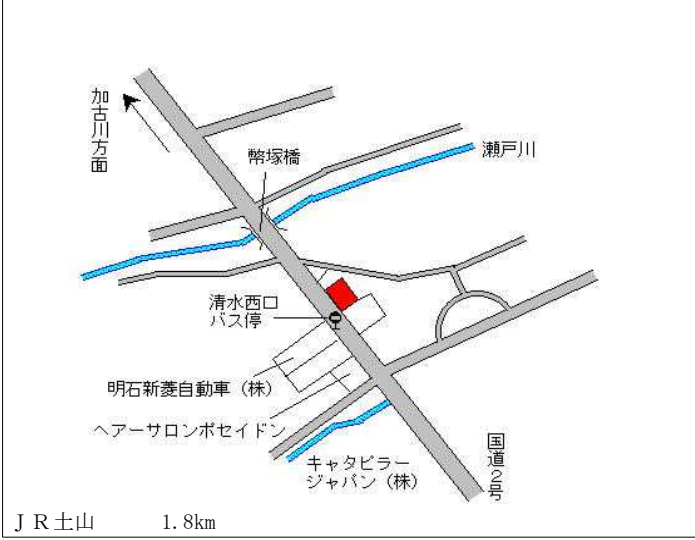 加古川方面
幣塚橋
瀬戸川
清水西口
バス停
明石新菱自動車（株）
ヘアーサロンポセイドン
キャタピラー
ジャパン（株）
国道2号
ＪＲ土山　　1.8km